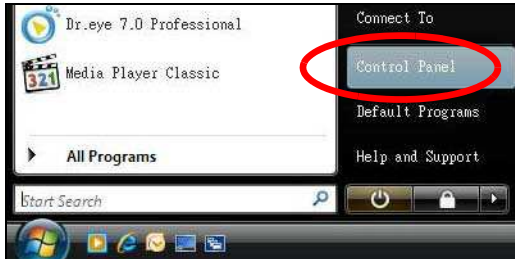 Dr.eye 7.0 Professional
321
Media Player Classic
All Programs
Start Search
Connect To
Control Panel
Default Programs
Help and Support